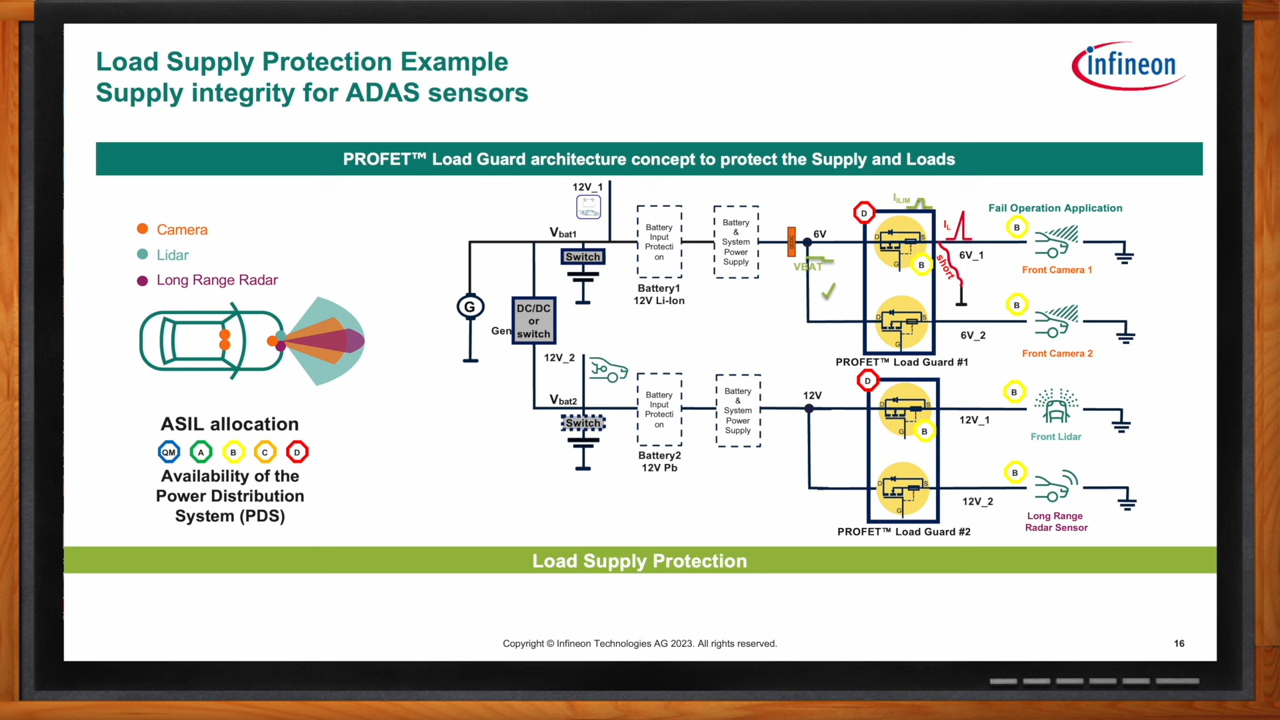 Load Supply Protection Example
Supply integrity for ADAS sensors
infineon
PROFET™ Load Guard architecture concept to protect the Supply and Loads
Camera
Lidar
Long Range Radar
ASIL allocation
QM A B C D
Availability of the
Power Distribution
System (PDS)
12V_1
Vbat1
Switch
G
Gen
DC/DC
or
switch
Battery
Input
Protecti
on
Battery1
12V Li-Ion
Battery
&
System
Power
Supply
6V
VBAT
D
ILIM
D
S
G
B
IL
short
6V_1
Fail Operation Application
B
Front Camera 1
D
S
G
6V_2
B
Front Camera 2
PROFET™ Load Guard #1
12V_2
Vbat2
Switch
Battery
Input
Protecti
on
Battery2
12V Pb
Battery
&
System
Power
Supply
12V
D
D
S
G
B
12V_1
B
Front Lidar
D
S
G
12V_2
B
Long Range
Radar Sensor
PROFET™ Load Guard #2
Load Supply Protection
Copyright © Infineon Technologies AG 2023. All rights reserved.
16